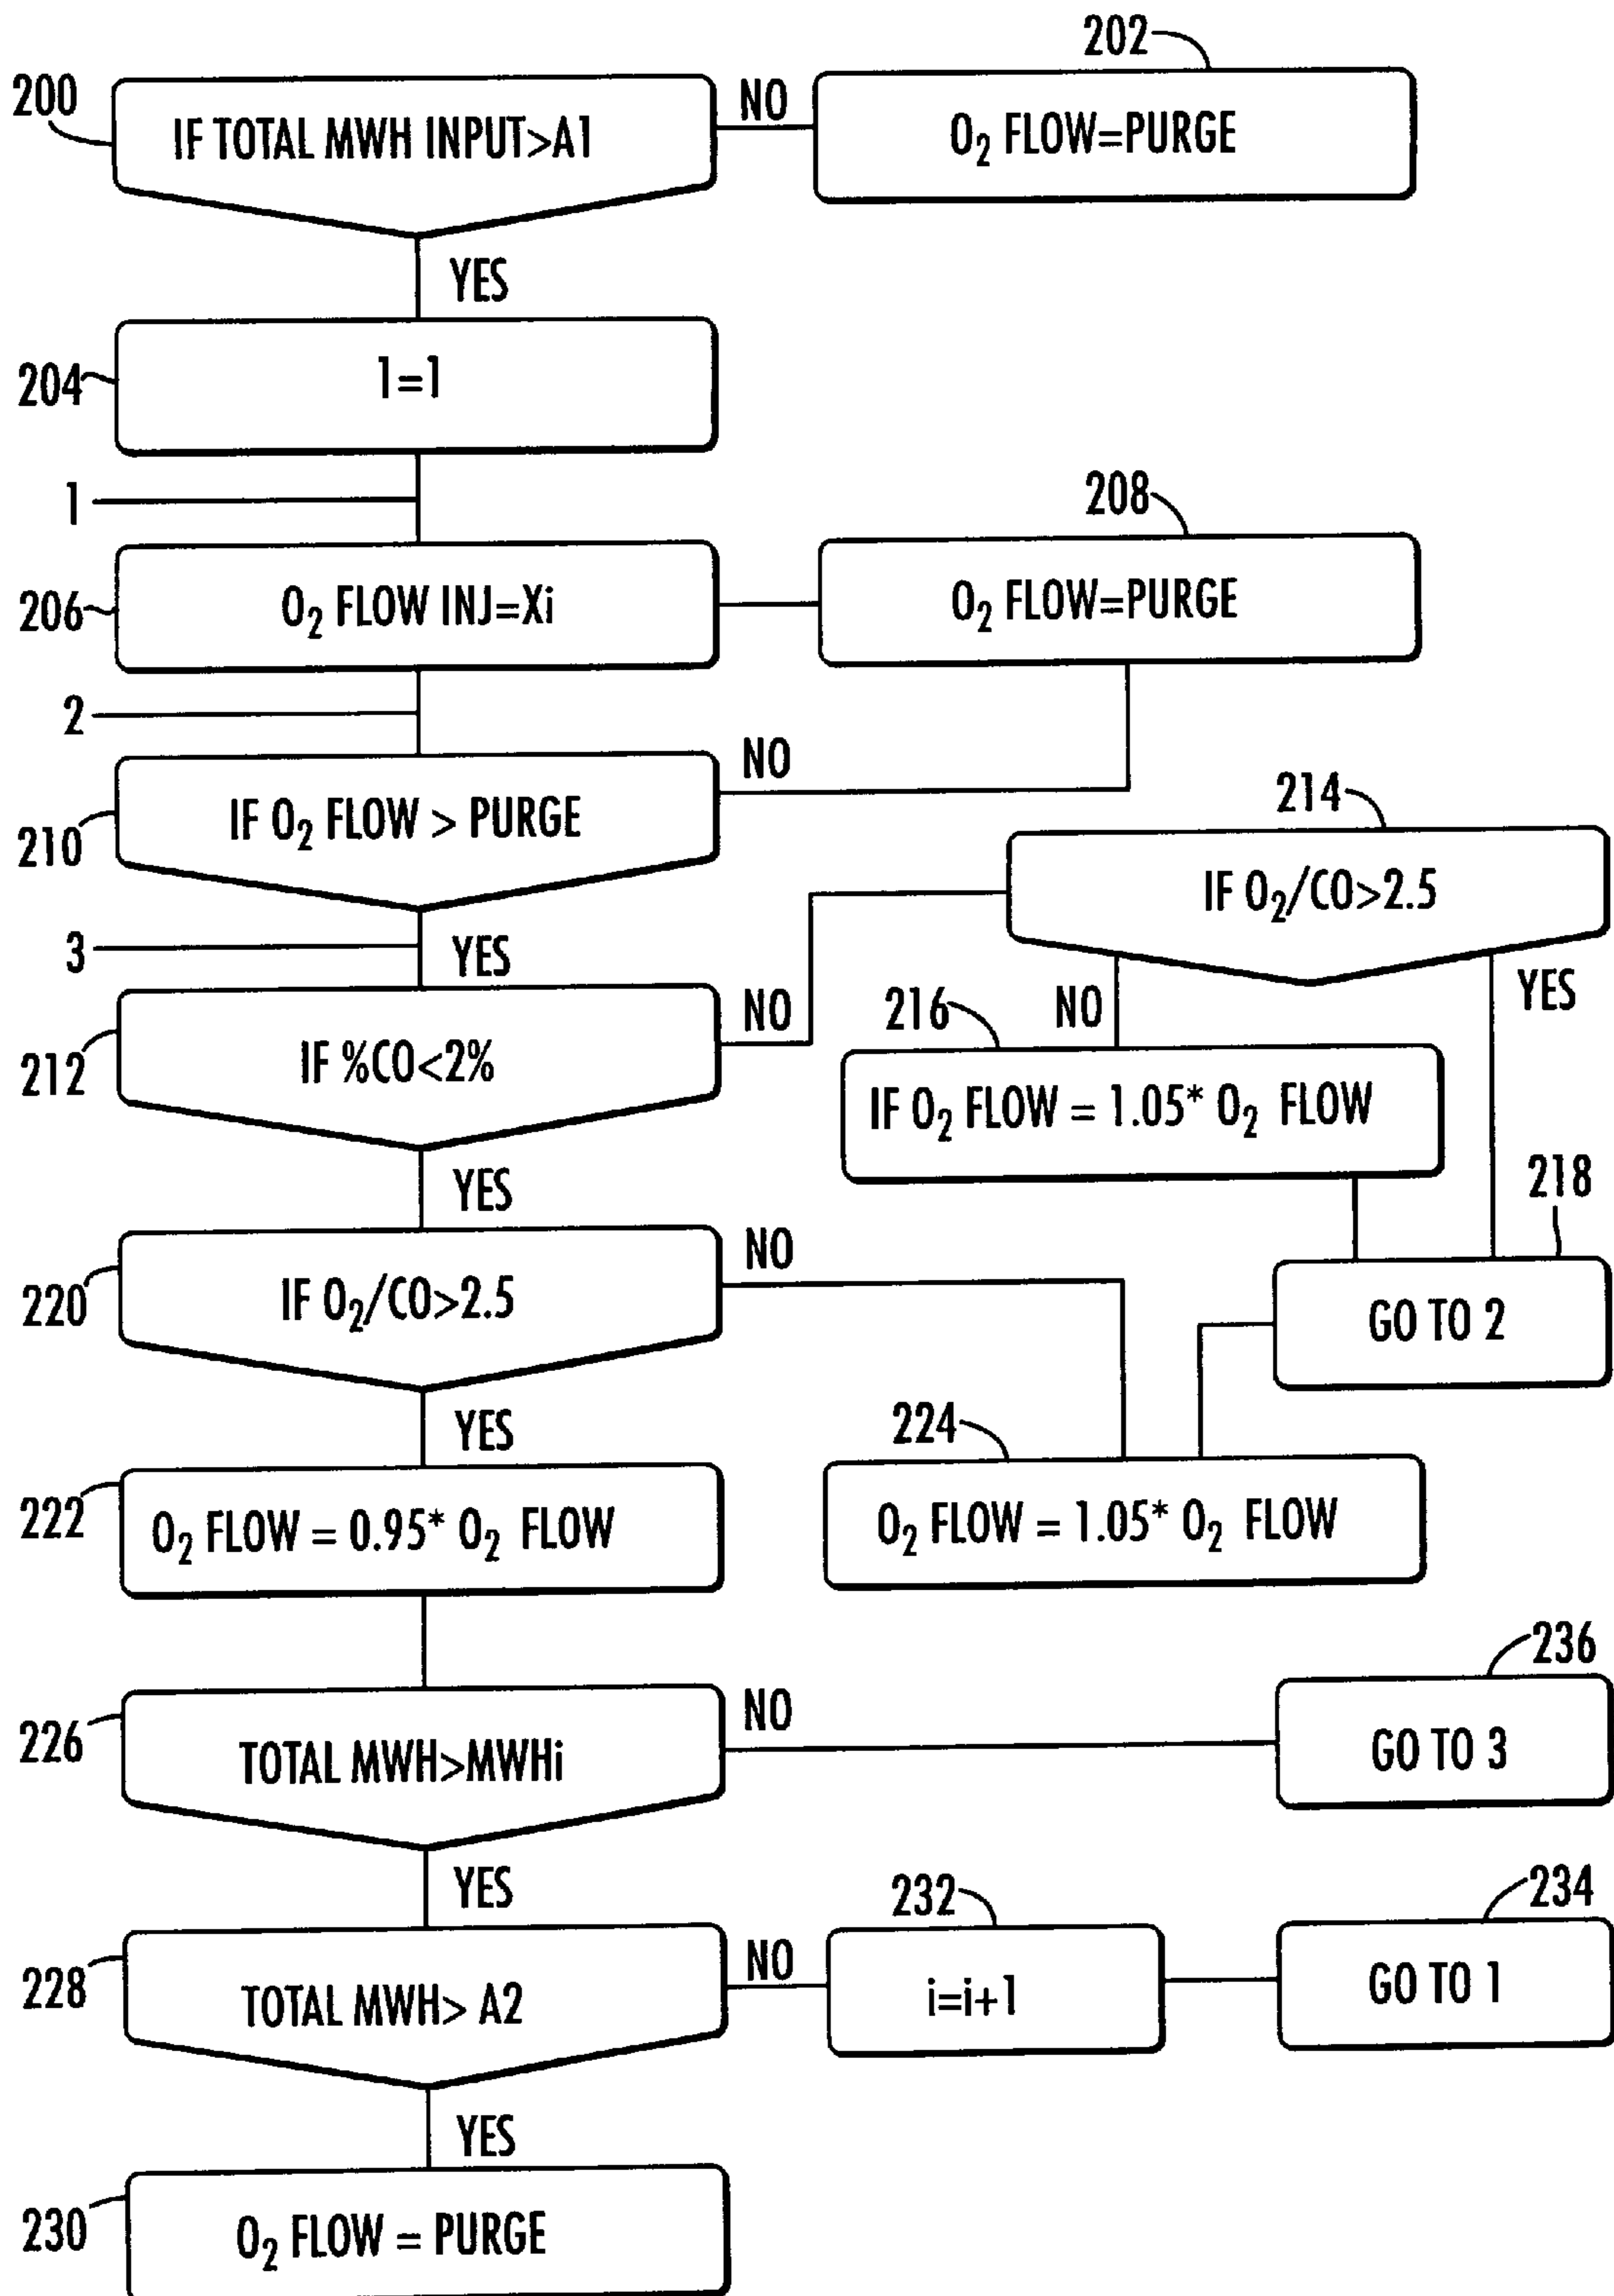 202
200
IF TOTAL MWH INPUT>A1
NO
O₂ FLOW=PURGE
YES
204
1=1
1
208
206
O₂ FLOW INJ=Xi
O₂ FLOW=PURGE
2
NO
210
IF O₂ FLOW > PURGE
214
IF O₂/CO>2.5
3
YES
212
IF %CO<2%
NO
216
NO
YES
IF O₂ FLOW = 1.05* O₂ FLOW
YES
218
220
IF O₂/CO>2.5
NO
GO TO 2
YES
224
222
O₂ FLOW = 0.95* O₂ FLOW
O₂ FLOW = 1.05* O₂ FLOW
236
226
TOTAL MWH>MWHi
NO
GO TO 3
YES
232
234
228
TOTAL MWH> A2
NO
i=i+1
GO TO 1
YES
230
O₂ FLOW = PURGE